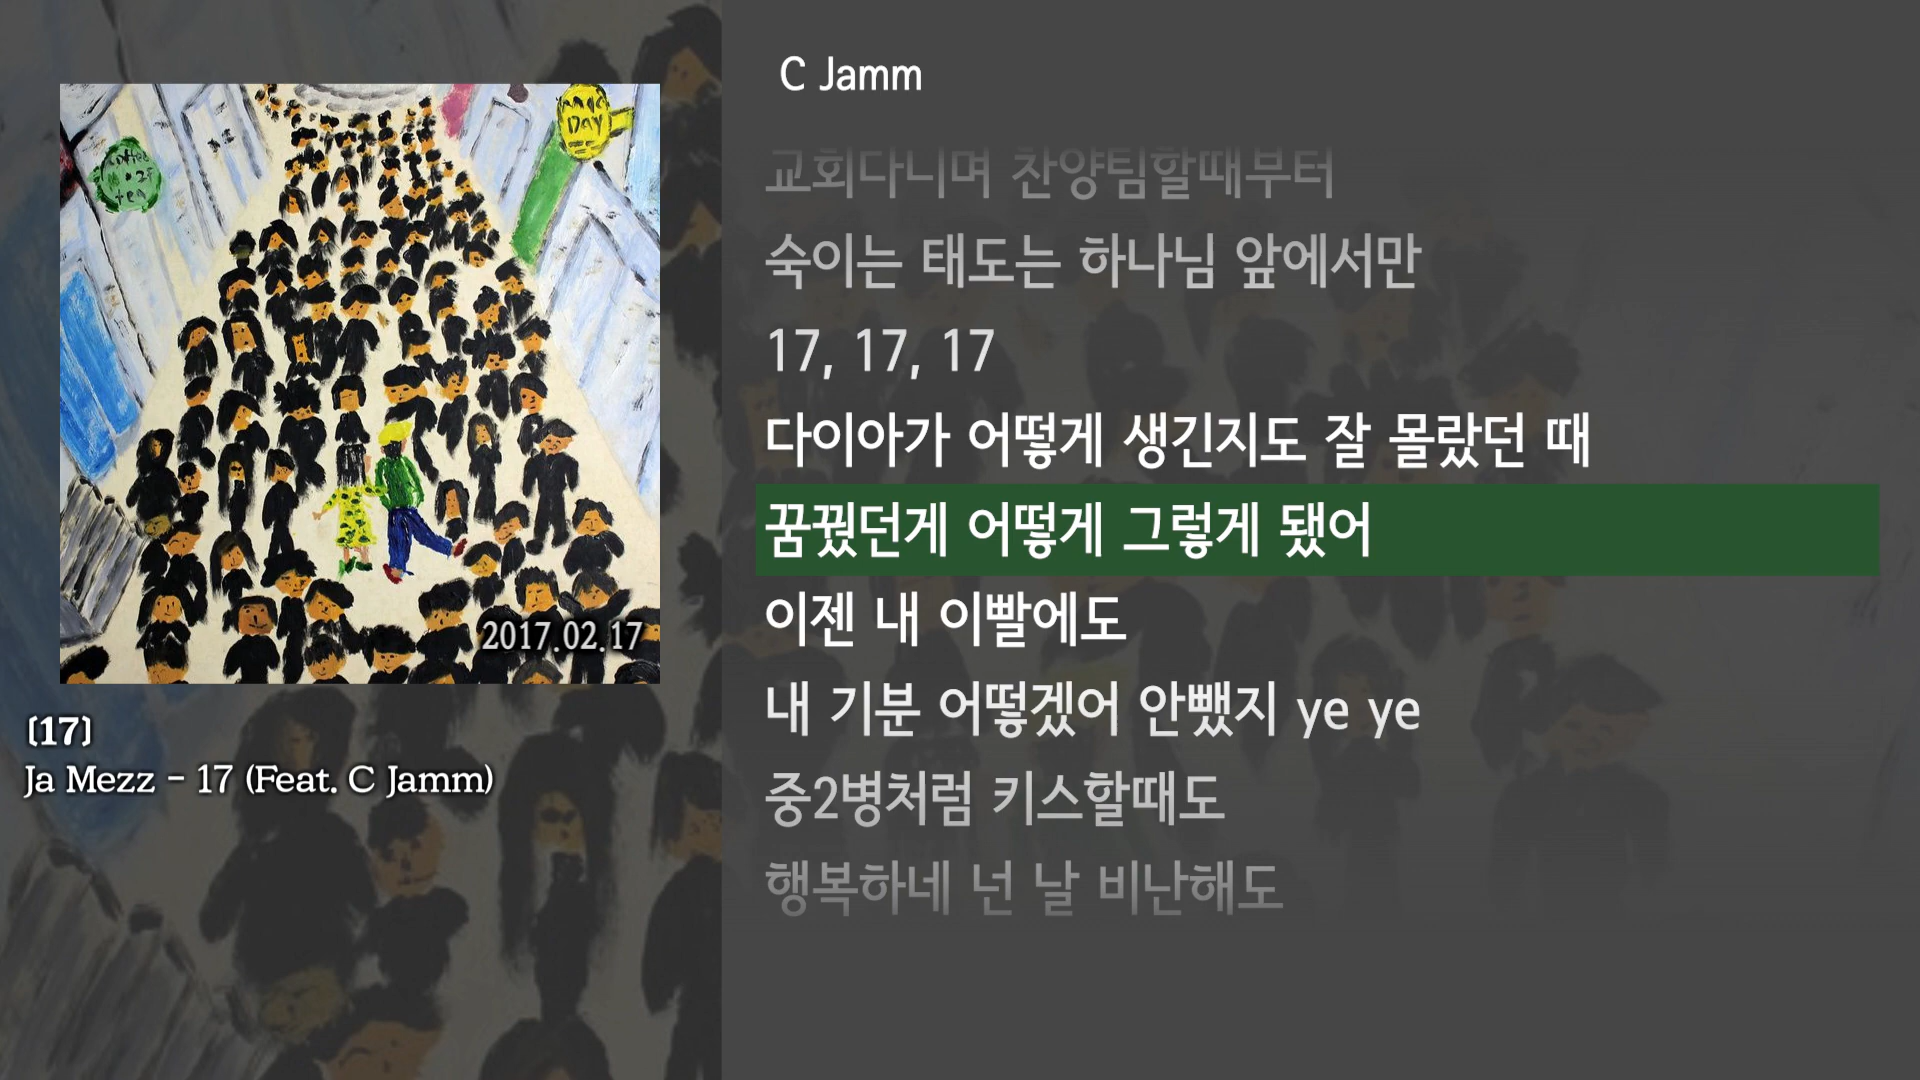 C Jamm
교회다니며 찬양팀할때부터
숙이는 태도는 하나님 앞에서만
17, 17, 17
다이아가 어떻게 생긴지도 잘 몰랐던 때
꿈꿨던게 어떻게 그렇게 됐어
이젠 내 이빨에도
내 기분 어떻겠어 안뺐지 ye ye
중2병처럼 키스할때도
행복하네 넌 날 비난해도
DAY
tea
2017.02.17
[17]
Ja Mezz - 17 (Feat. C Jamm)